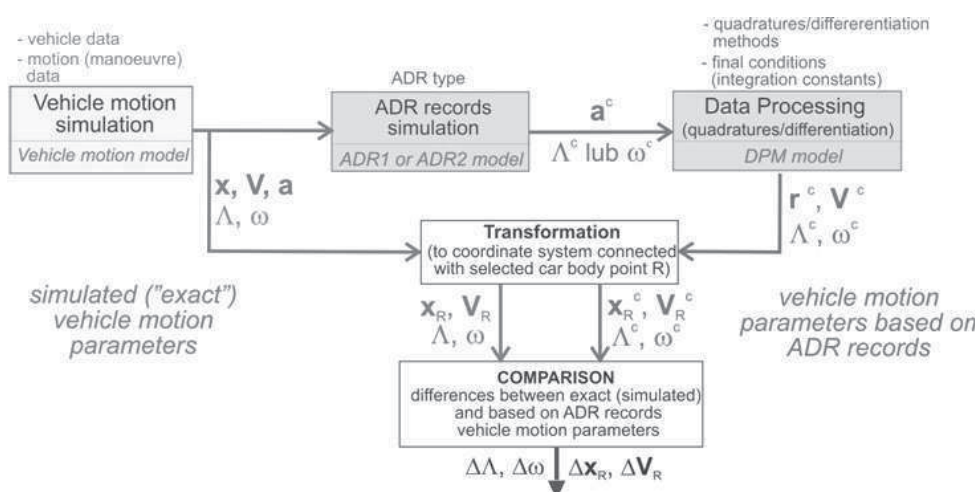 - vehicle data
- motion (manoeuvre)
data
Vehicle motion
simulation
Vehicle motion model
ADR type
ADR records
simulation
ADR1 or ADR2 model
a^c
Λ^c lub ω^c
- quadratures/differerentiation
methods
- final conditions
(integration constants)
Data Processing
(quadratures/differentiation)
DPM model
x, V, a
Λ, ω
r^c, V^c
Λ^c, ω^c
Transformation
(to coordinate system connected
with selected car body point R)
simulated ("exact")
vehicle motion
parameters
x_R, V_R
Λ, ω
x_R^c, V_R^c
Λ^c, ω^c
vehicle motion
parameters based on
ADR records
COMPARISON
differences between exact (simulated)
and based on ADR records
vehicle motion parameters
ΔΛ, Δω
Δx_R, ΔV_R